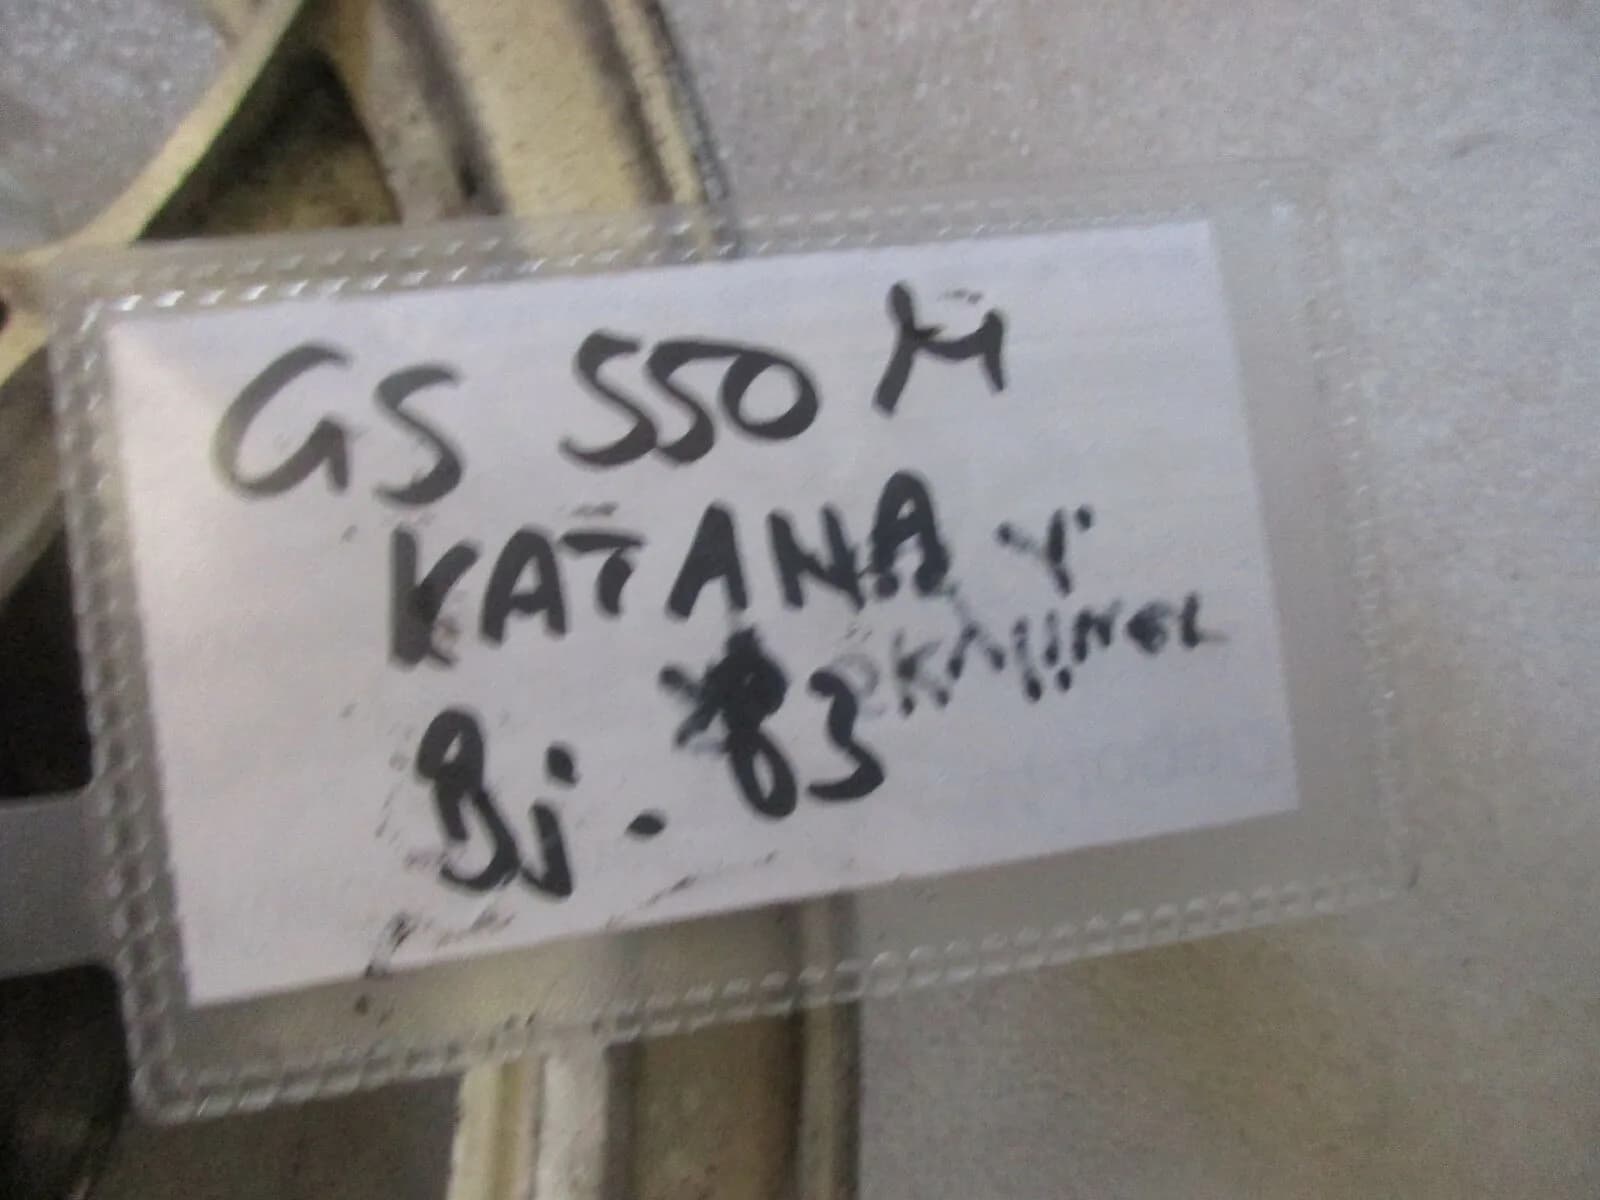 GS 550 M
KATANA
Bj. 83